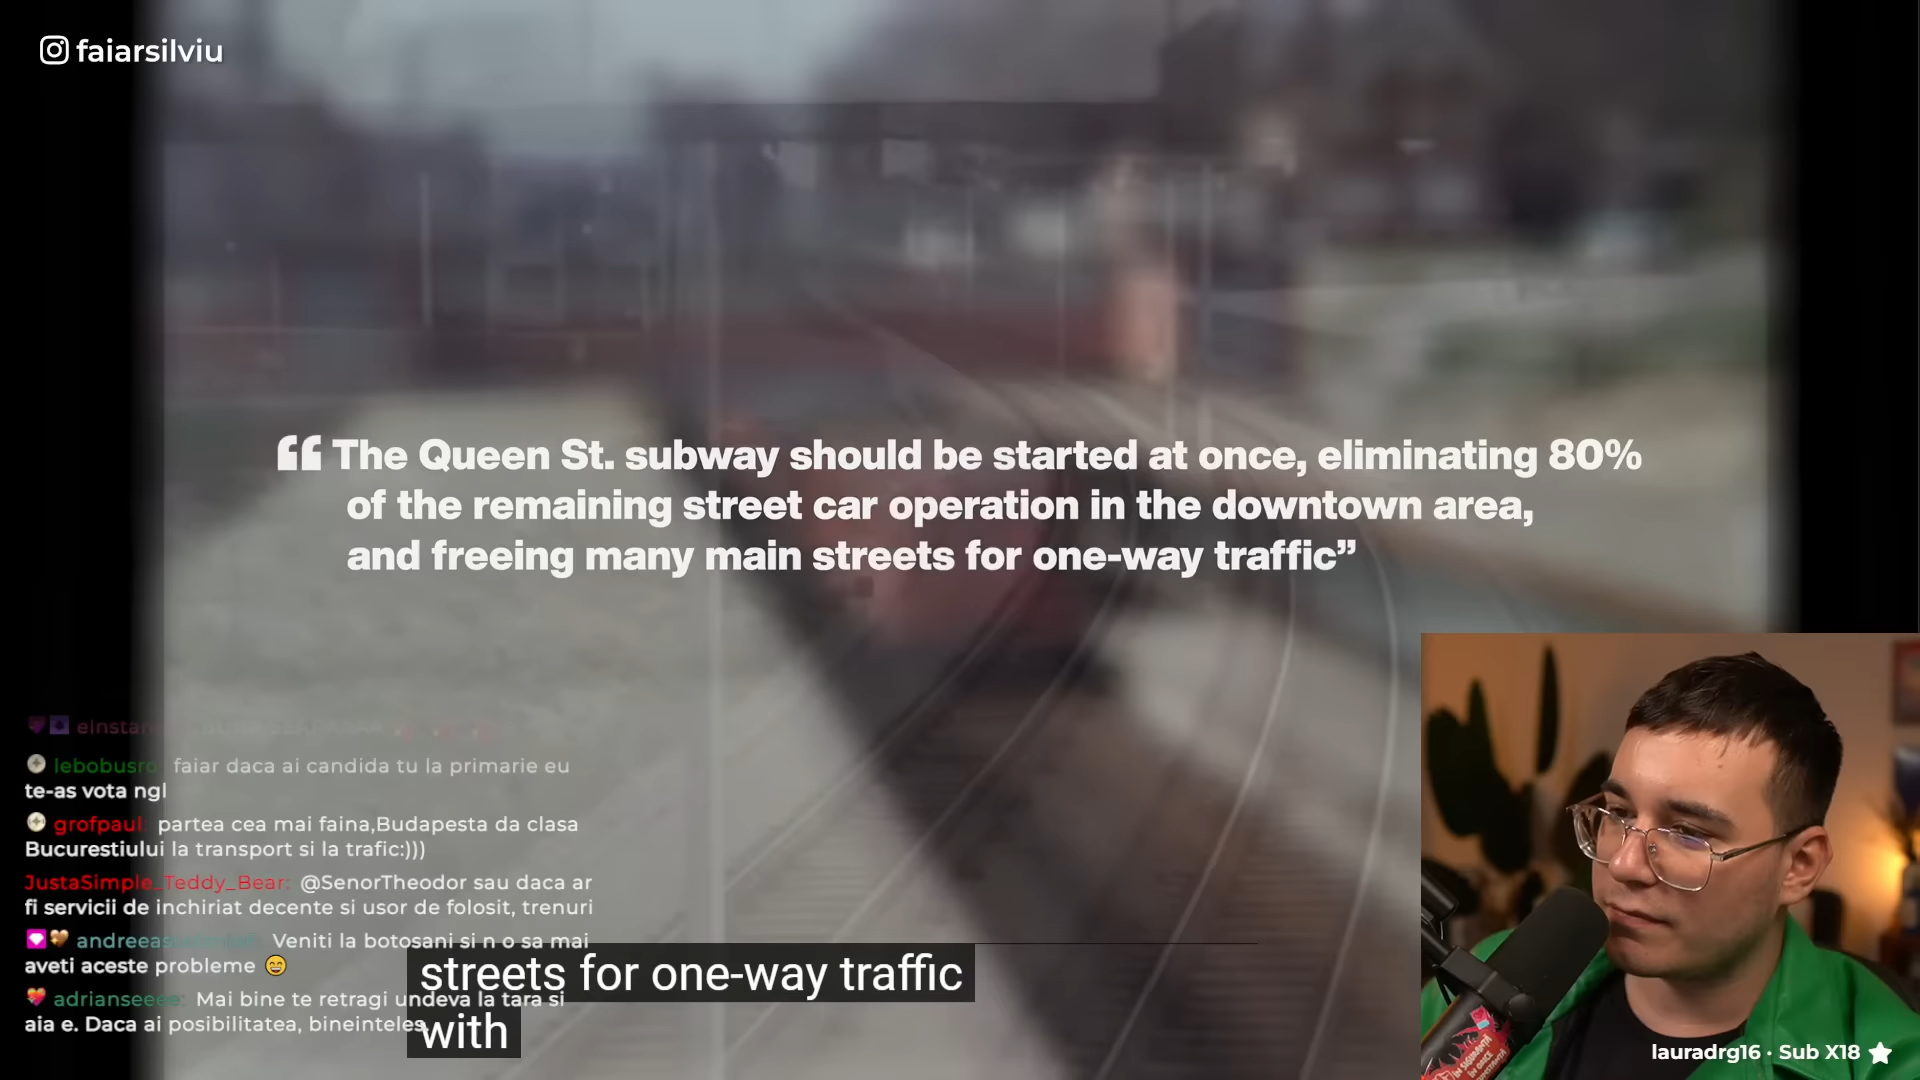 faiarsilviu
“The Queen St. subway should be started at once, eliminating 80%
of the remaining street car operation in the downtown area,
and freeing many main streets for one-way traffic”
lebobusro: faiar daca ai candida tu la primarie eu
te-as vota ngl
grofpaul: partea cea mai faina,Budapesta da clasa
Bucurestiului la transport si la trafic:)))
JustaSimple_Teddy_Bear: @SenorTheodor sau daca ar
fi servicii de inchiriat decente si usor de folosit, trenuri
Veniti la botosani si n o sa mai
aveti aceste probleme 😄
adrianseeee: Mai bine te retragi undeva la tara si
aia e. Daca ai posibilitatea, bineinteles.
streets for one-way traffic
with
lauradrg16 · Sub X18